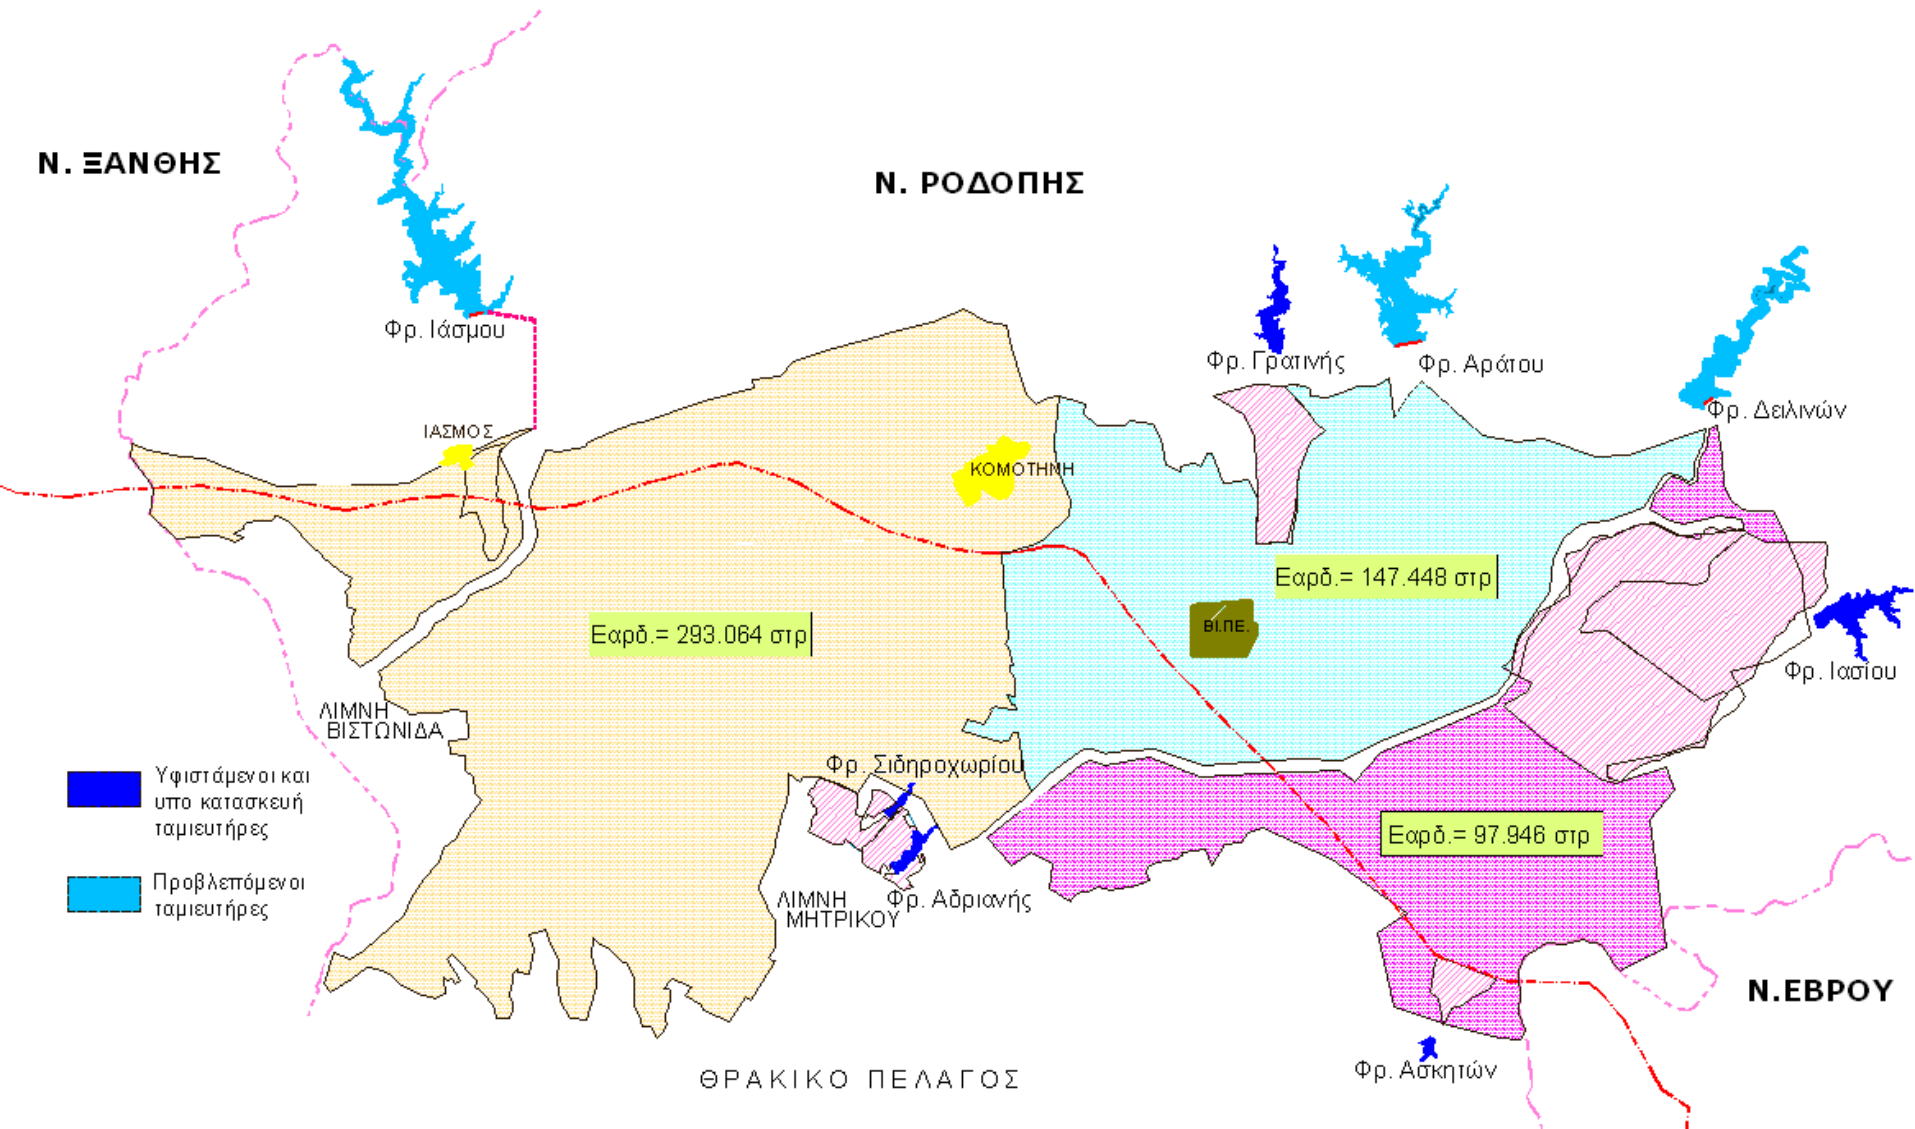 Ν. ΞΑΝΘΗΣ
Ν. ΡΟΔΟΠΗΣ
Φρ. Ιάσμου
Φρ. Γρατινής
Φρ. Αράτου
Φρ. Δειλινών
ΙΑΣΜΟΣ
ΚΟΜΟΤΗΝΗ
Εαρδ.= 147.448 στρ
Εαρδ.= 293.064 στρ
ΒΙ.ΠΕ.
Φρ. Ιασίου
ΛΙΜΝΗ
ΒΙΣΤΩΝΙΔΑ
Φρ. Σιδηροχωρίου
Υφιστάμενοι και
υπο κατασκευή
ταμιευτήρες
Εαρδ.= 97.946 στρ
Προβλεπόμενοι
ταμιευτήρες
ΛΙΜΝΗ
ΜΗΤΡΙΚΟΥ
Φρ. Αδριανής
Ν.ΕΒΡΟΥ
Φρ. Ασκητών
ΘΡΑΚΙΚΟ ΠΕΛΑΓΟΣ